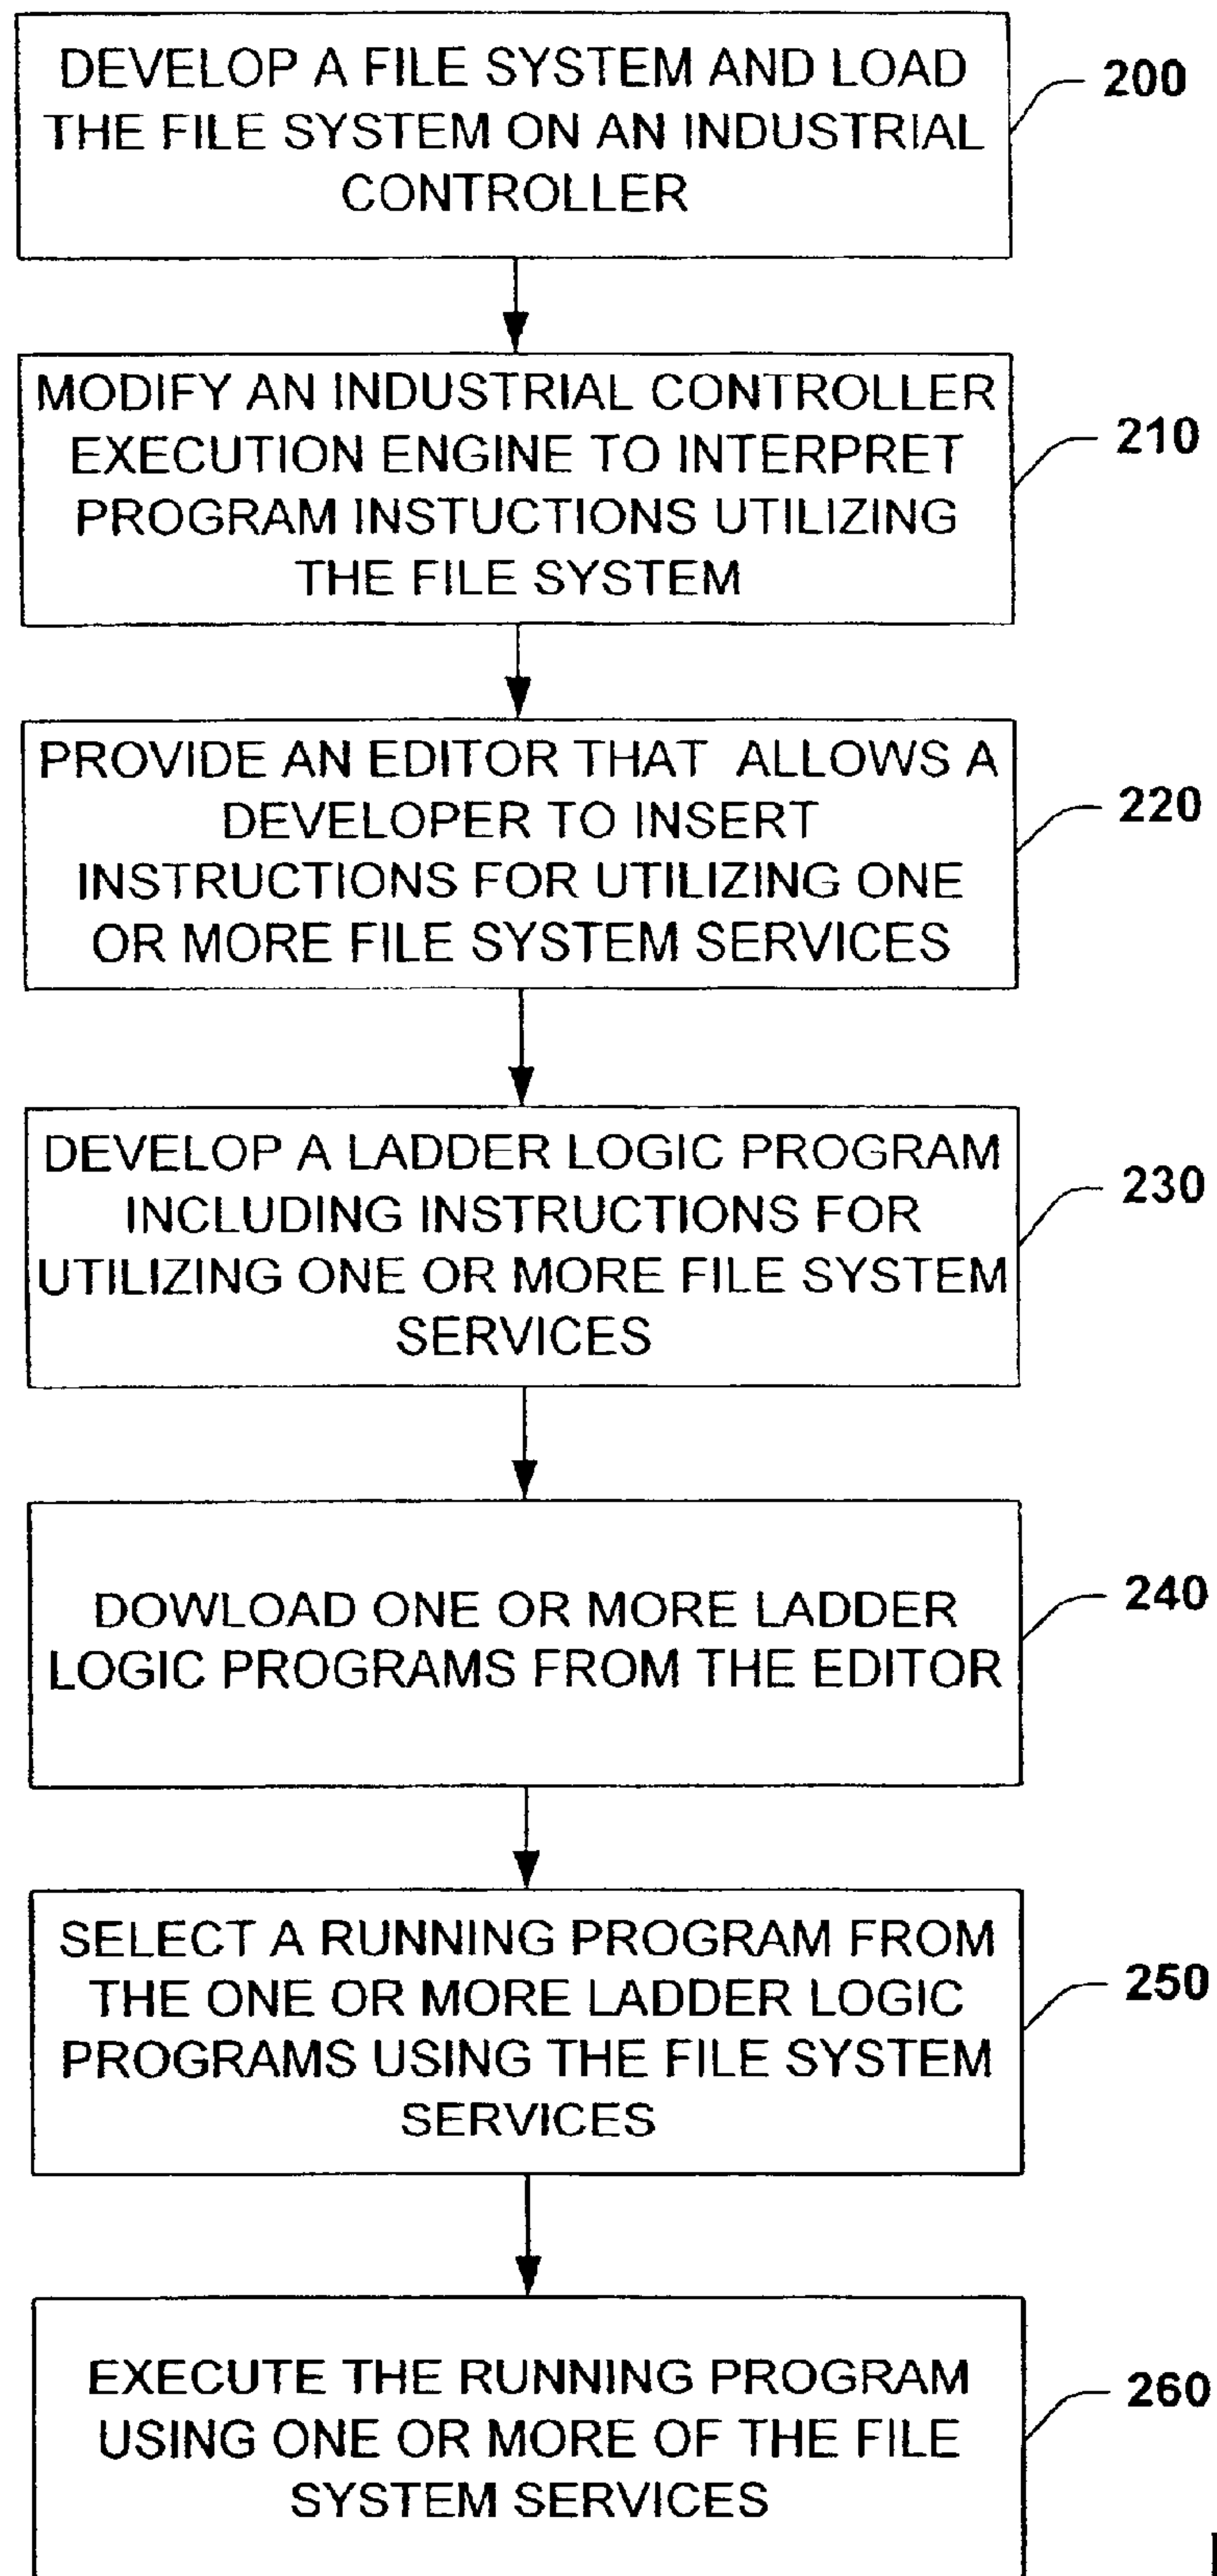 DEVELOP A FILE SYSTEM AND LOAD
THE FILE SYSTEM ON AN INDUSTRIAL
CONTROLLER
200
MODIFY AN INDUSTRIAL CONTROLLER
EXECUTION ENGINE TO INTERPRET
PROGRAM INSTUCTIONS UTILIZING
THE FILE SYSTEM
210
PROVIDE AN EDITOR THAT ALLOWS A
DEVELOPER TO INSERT
INSTRUCTIONS FOR UTILIZING ONE
OR MORE FILE SYSTEM SERVICES
220
DEVELOP A LADDER LOGIC PROGRAM
INCLUDING INSTRUCTIONS FOR
UTILIZING ONE OR MORE FILE SYSTEM
SERVICES
230
DOWLOAD ONE OR MORE LADDER
LOGIC PROGRAMS FROM THE EDITOR
240
SELECT A RUNNING PROGRAM FROM
THE ONE OR MORE LADDER LOGIC
PROGRAMS USING THE FILE SYSTEM
SERVICES
250
EXECUTE THE RUNNING PROGRAM
USING ONE OR MORE OF THE FILE
SYSTEM SERVICES
260